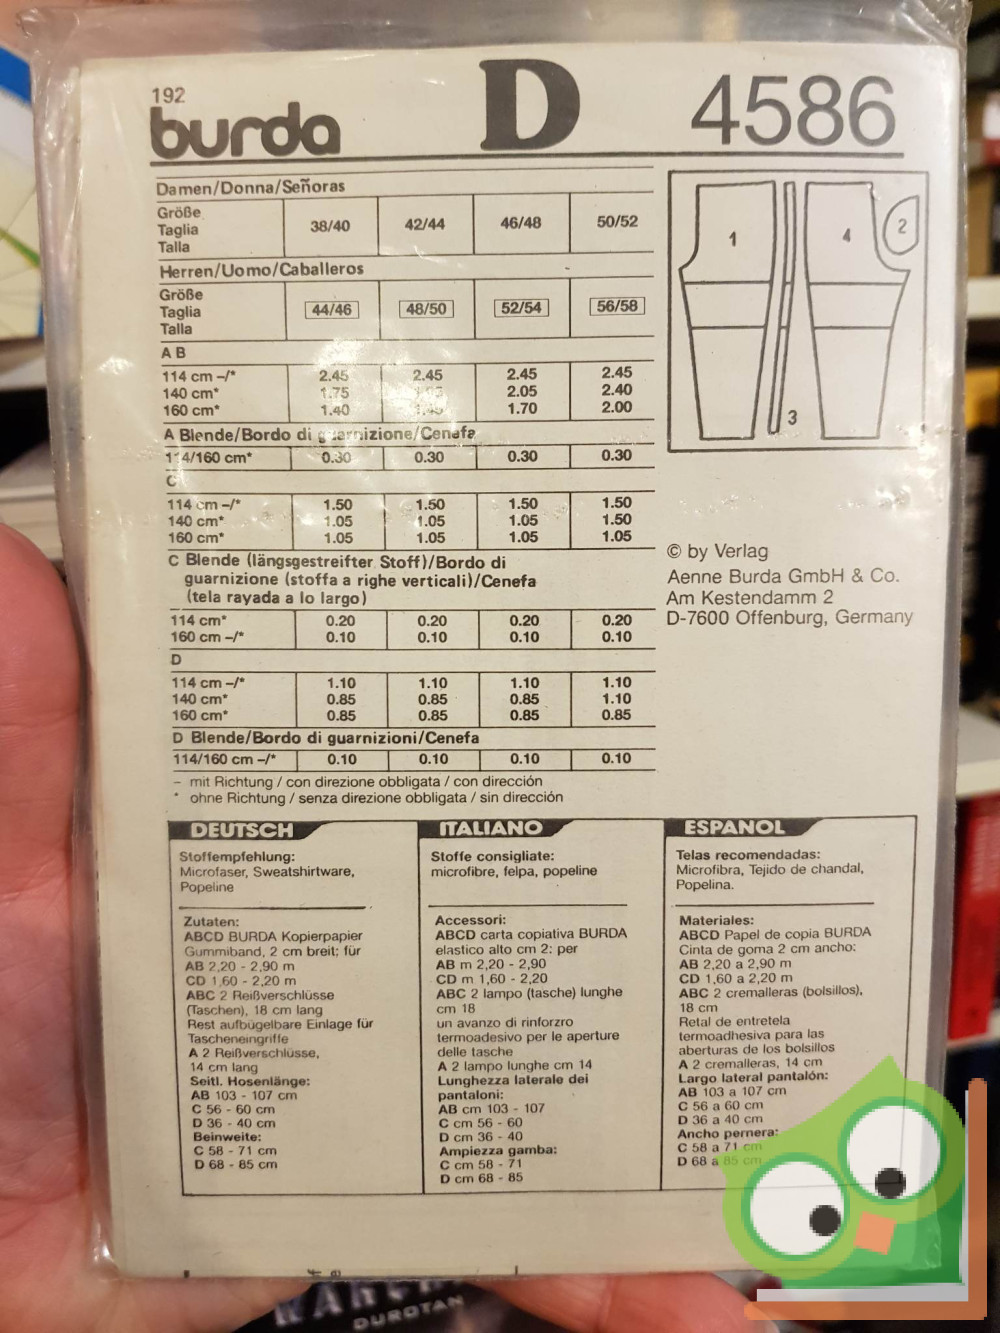 192
burda D 4586
Damen/Donna/Señoras
Größe
Taglia 38/40 42/44 46/48 50/52
Talla
Herren/Uomo/Caballeros
Größe
Taglia 44/46 48/50 52/54 56/58
Talla
A B
114 cm –/* 2.45 2.45 2.45 2.45
140 cm* 1.75 2.05 2.40
160 cm* 1.40 1.70 2.00
A Blende/Bordo di guarnizione/Cenefa
114/160 cm* 0.30 0.30 0.30 0.30
C
114 cm –/* 1.50 1.50 1.50 1.50
140 cm* 1.05 1.05 1.05 1.50
160 cm* 1.05 1.05 1.05 1.05
C Blende (längsgestreifter Stoff)/Bordo di
guarnizione (stoffa a righe verticali)/Cenefa
(tela rayada a lo largo)
114 cm* 0.20 0.20 0.20 0.20
160 cm –/* 0.10 0.10 0.10 0.10
D
114 cm –/* 1.10 1.10 1.10 1.10
140 cm* 0.85 0.85 0.85 1.10
160 cm* 0.85 0.85 0.85 0.85
D Blende/Bordo di guarnizioni/Cenefa
114/160 cm –/* 0.10 0.10 0.10 0.10
– mit Richtung / con direzione obbligata / con dirección
* ohne Richtung / senza direzione obbligata / sin dirección
1
4
2
3
© by Verlag
Aenne Burda GmbH & Co.
Am Kestendamm 2
D-7600 Offenburg, Germany
DEUTSCH
Stoffempfehlung:
Microfaser, Sweatshirtware,
Popeline
Zutaten:
ABCD BURDA Kopierpapier
Gummiband, 2 cm breit; für
AB 2,20 - 2,90 m
CD 1,60 - 2,20 m
ABC 2 Reißverschlüsse
(Taschen), 18 cm lang
Rest aufbügelbare Einlage für
Tascheneingriffe
A 2 Reißverschlüsse,
14 cm lang
Seitl. Hosenlänge:
AB 103 - 107 cm
C 56 - 60 cm
D 36 - 40 cm
Beinweite:
C 58 - 71 cm
D 68 - 85 cm
ITALIANO
Stoffe consigliate:
microfibre, felpa, popeline
Accessori:
ABCD carta copiativa BURDA
elastico alto cm 2: per
AB m 2,20 - 2,90
CD m 1,60 - 2,20
ABC 2 lampo (tasche) lunghe
cm 18
un avanzo di rinforzro
termoadesivo per le aperture
delle tasche
A 2 lampo lunghe cm 14
Lunghezza laterale dei
pantaloni:
AB cm 103 - 107
C cm 56 - 60
D cm 36 - 40
Ampiezza gamba:
C cm 58 - 71
D cm 68 - 85
ESPAÑOL
Telas recomendadas:
Microfibra, Tejido de chandal,
Popelina.
Materiales:
ABCD Papel de copia BURDA
Cinta de goma 2 cm ancho:
AB 2,20 a 2,90 m
CD 1,60 a 2,20 m
ABC 2 cremalleras (bolsillos),
18 cm
Retal de entretela
termoadhesiva para las
aberturas de los bolsillos
A 2 cremalleras, 14 cm
Largo lateral pantalón:
AB 103 a 107 cm
C 56 a 60 cm
D 36 a 40 cm
Ancho pernera:
C 58 a 71 cm
D 68 a 85 cm
DUROTAN